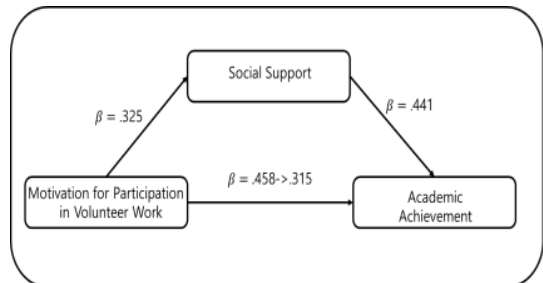 Social Support
β = .325
β = .441
β = .458->.315
Motivation for Participation
in Volunteer Work
Academic
Achievement